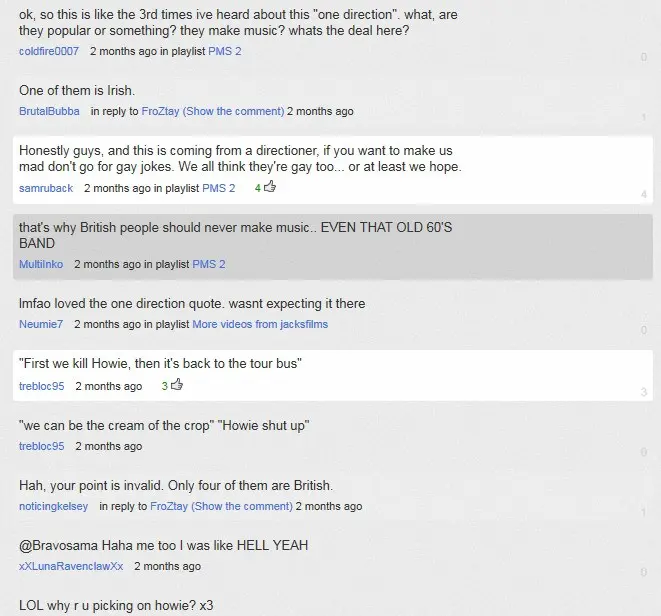 ok, so this is like the 3rd times ive heard about this "one direction". what, are
they popular or something? they make music? whats the deal here?
coldfire0007 2 months ago in playlist PMS 2
0
One of them is Irish.
BrutalBubba in reply to FroZtay (Show the comment) 2 months ago
1
Honestly guys, and this is coming from a directioner, if you want to make us
mad don't go for gay jokes. We all think they're gay too... or at least we hope.
samruback 2 months ago in playlist PMS 2 4
4
that's why British people should never make music.. EVEN THAT OLD 60'S
BAND
MultiInko 2 months ago in playlist PMS 2
lmfao loved the one direction quote. wasnt expecting it there
Neumie7 2 months ago in playlist More videos from jacksfilms
0
"First we kill Howie, then it's back to the tour bus"
trebloc95 2 months ago 3
3
"we can be the cream of the crop" "Howie shut up"
trebloc95 2 months ago
0
Hah, your point is invalid. Only four of them are British.
noticingkelsey in reply to FroZtay (Show the comment) 2 months ago
1
@Bravosama Haha me too I was like HELL YEAH
xXLunaRavenclawXx 2 months ago
0
LOL why r u picking on howie? x3